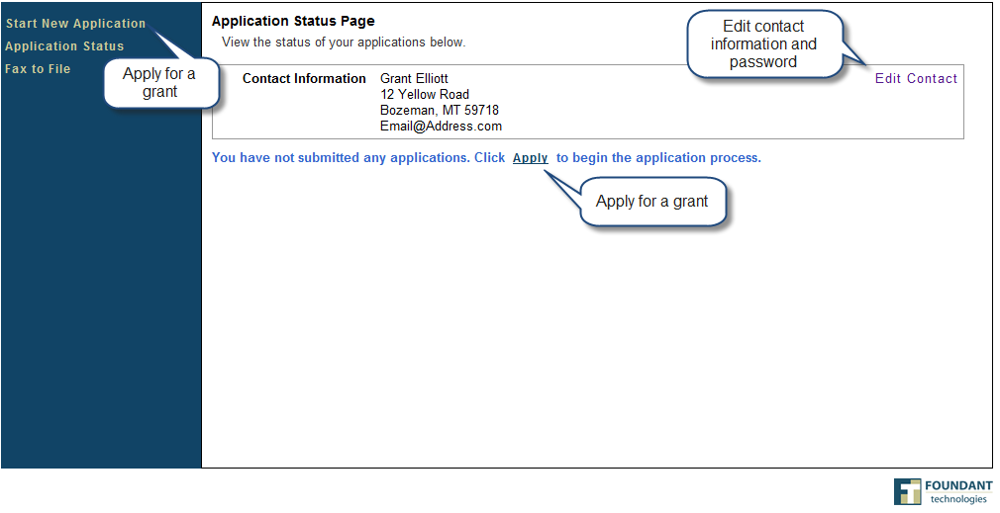 Start New Application
Application Status
Fax to File
Apply for a
grant
Application Status Page
View the status of your applications below.
Edit contact
information and
password
Contact Information Grant Elliott
12 Yellow Road
Bozeman, MT 59718
Email@Address.com
Edit Contact
You have not submitted any applications. Click Apply to begin the application process.
Apply for a grant
FOUNDANT
technologies